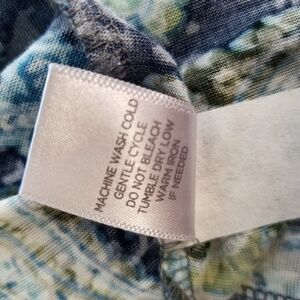 MACHINE WASH COLD
GENTLE CYCLE
DO NOT BLEACH
TUMBLE DRY LOW
WARM IRON
IF NEEDED